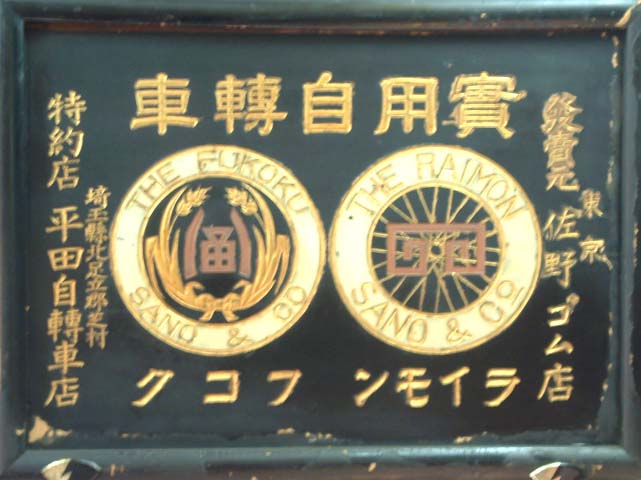 實用自轉車
發賣元 東京 佐野ゴム店
THE RAIMON
SANO & CO
THE FUKOKU
SANO & CO
ライモン フコク
特約店 埼玉縣北足立郡芝村 平田自轉車店